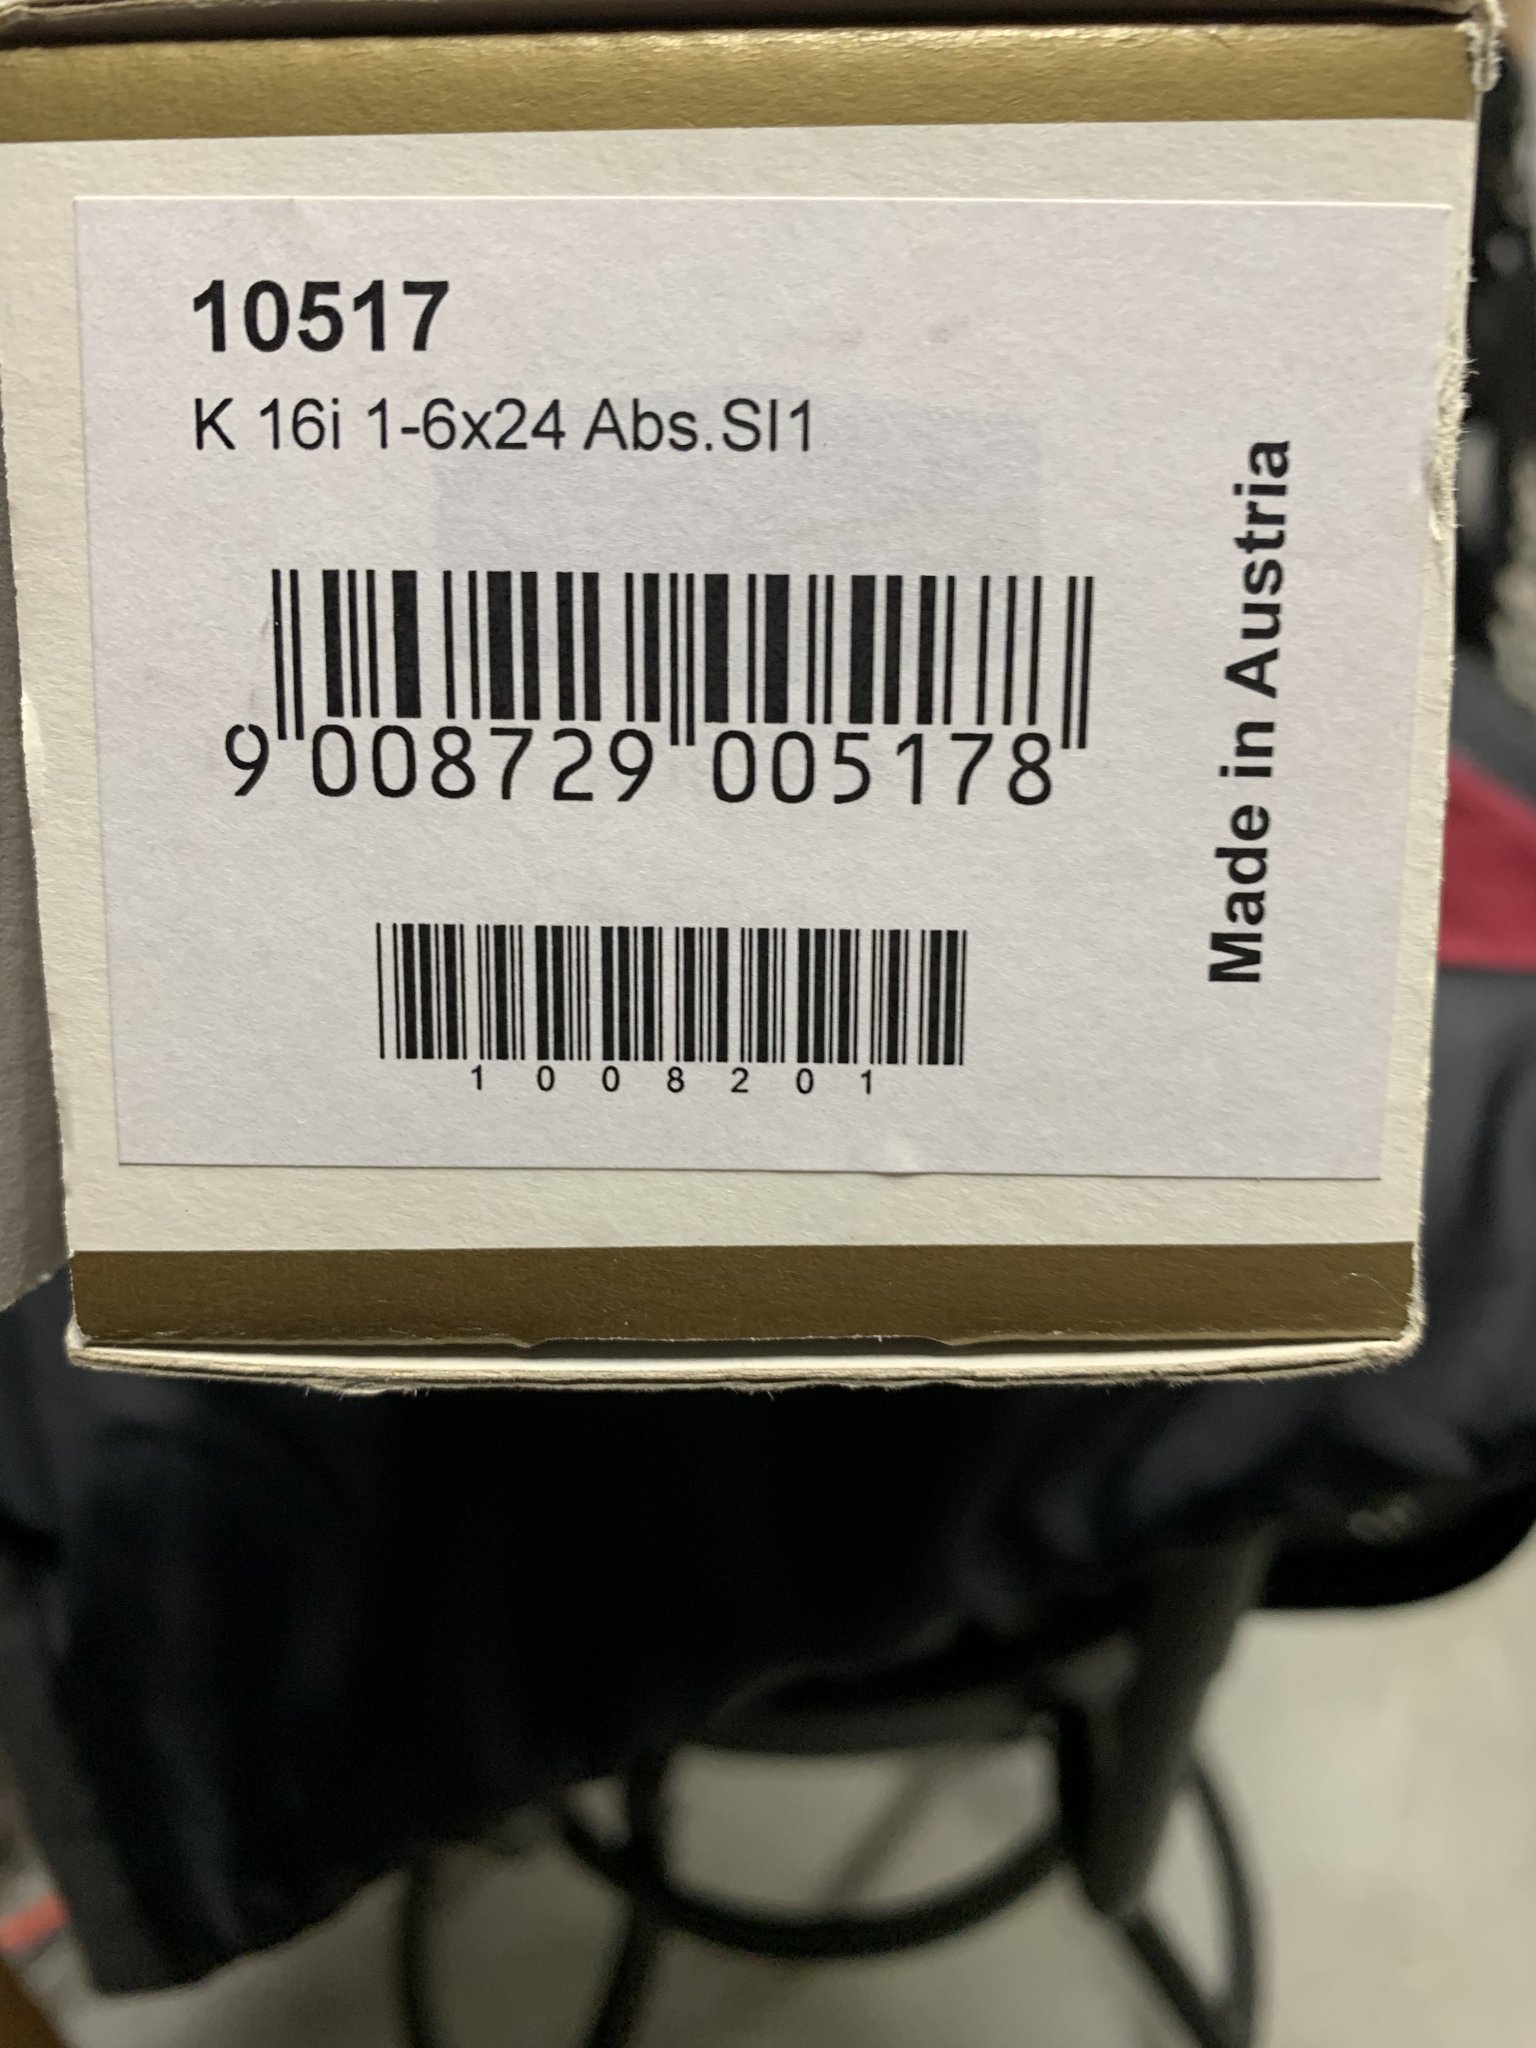 10517
K 16i 1-6x24 Abs.SI1
9 008729 005178
1008201
Made in Austria